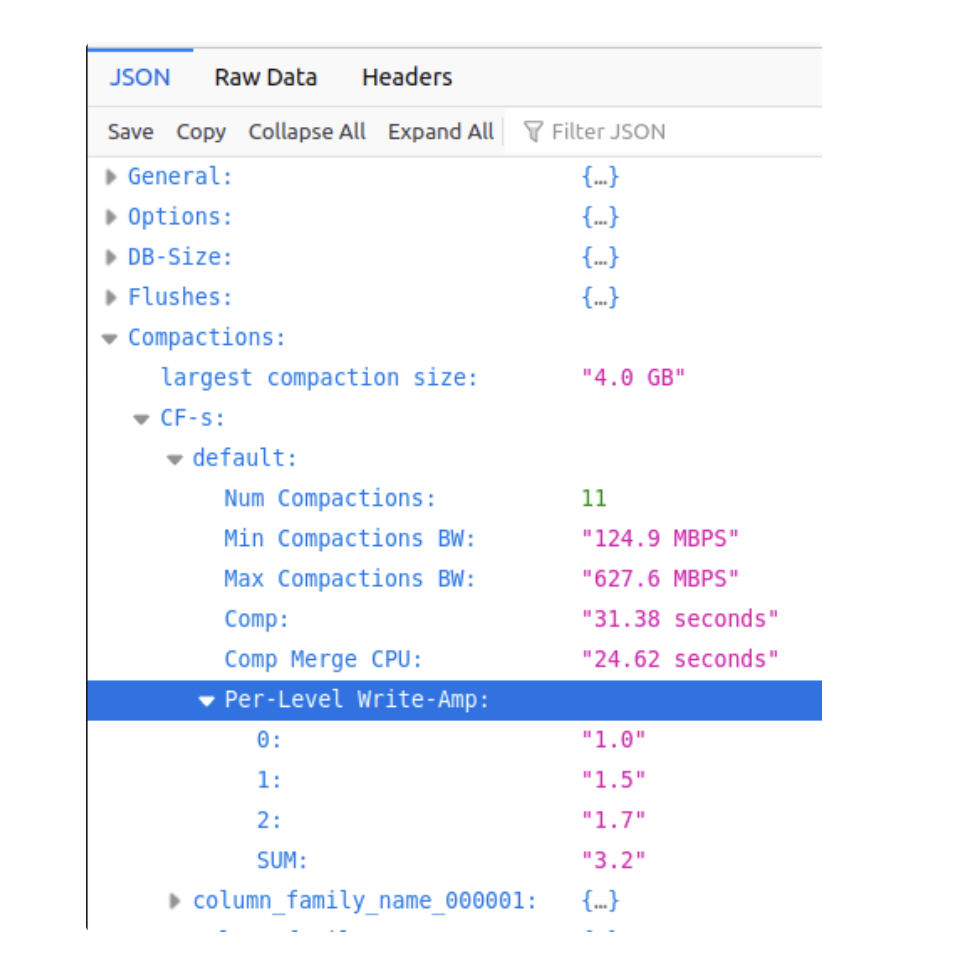 JSON Raw Data Headers
Save Copy Collapse All Expand All Filter JSON
General: {…}
Options: {…}
DB-Size: {…}
Flushes: {…}
Compactions:
largest compaction size: "4.0 GB"
CF-s:
default:
Num Compactions: 11
Min Compactions BW: "124.9 MBPS"
Max Compactions BW: "627.6 MBPS"
Comp: "31.38 seconds"
Comp Merge CPU: "24.62 seconds"
Per-Level Write-Amp:
0: "1.0"
1: "1.5"
2: "1.7"
SUM: "3.2"
column_family_name_000001: {…}